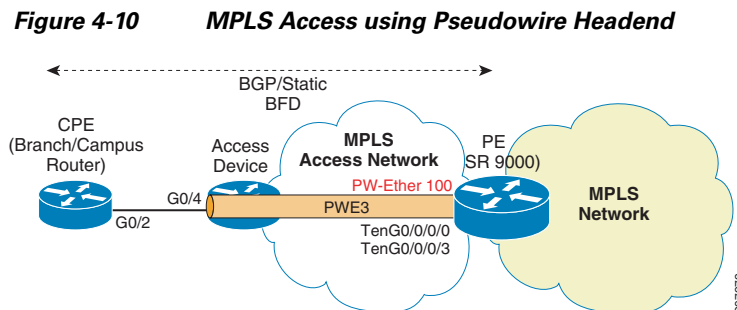 Figure 4-10 MPLS Access using Pseudowire Headend
BGP/Static
BFD
CPE
(Branch/Campus
Router)
Access
Device
MPLS
Access Network
PE
SR 9000)
G0/4
PW-Ether 100
PWE3
G0/2
TenG0/0/0/0
TenG0/0/0/3
MPLS
Network